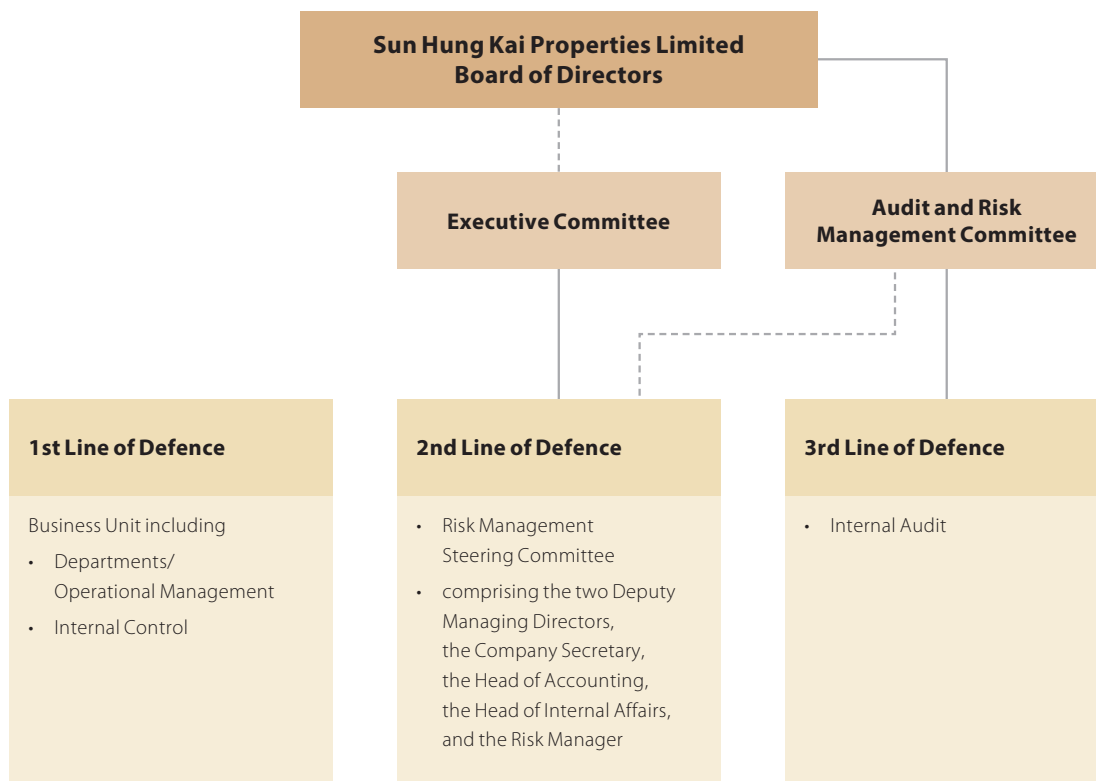 Sun Hung Kai Properties Limited
Board of Directors
Executive Committee
Audit and Risk
Management Committee
1st Line of Defence
Business Unit including
• Departments/
Operational Management
• Internal Control
2nd Line of Defence
• Risk Management
Steering Committee
• comprising the two Deputy
Managing Directors,
the Company Secretary,
the Head of Accounting,
the Head of Internal Affairs,
and the Risk Manager
3rd Line of Defence
• Internal Audit